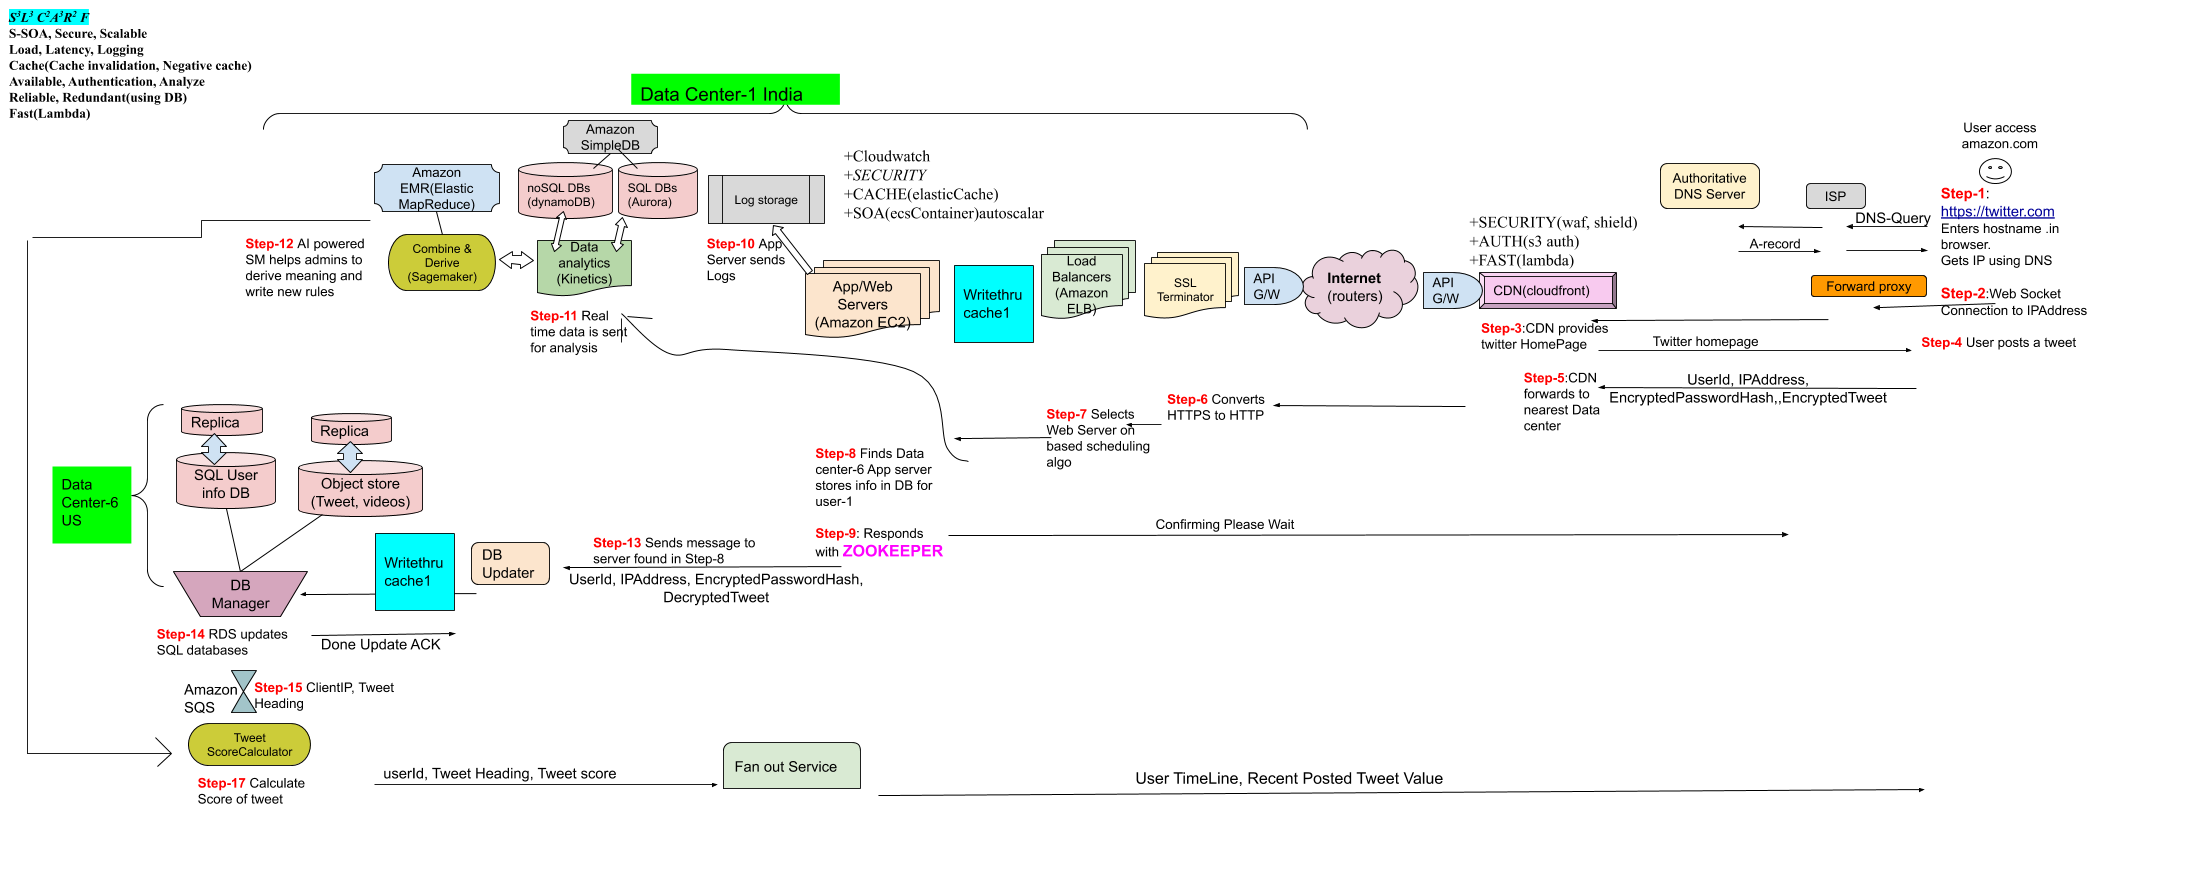 S³L³ C²A³R² F
S-SOA, Secure, Scalable
Load, Latency, Logging
Cache(Cache invalidation, Negative cache)
Available, Authentication, Analyze
Reliable, Redundant(using DB)
Fast(Lambda)
Data Center-1 India
Amazon
SimpleDB
Amazon
EMR(Elastic
MapReduce)
noSQL DBs
(dynamoDB)
SQL DBs
(Aurora)
Log storage
+Cloudwatch
+SECURITY
+CACHE(elasticCache)
+SOA(ecsContainer)autoscalar
User access
amazon.com
Authoritative
DNS Server
ISP
Step-1:
https://twitter.com
Enters hostname .in
browser.
Gets IP using DNS
DNS-Query
A-record
+SECURITY(waf, shield)
+AUTH(s3 auth)
+FAST(lambda)
Step-12 AI powered
SM helps admins to
derive meaning and
write new rules
Combine &
Derive
(Sagemaker)
Data
analytics
(Kinetics)
Step-10 App
Server sends
Logs
App/Web
Servers
(Amazon EC2)
Writethru
cache1
Load
Balancers
(Amazon
ELB)
SSL
Terminator
API
G/W
Internet
(routers)
API
G/W
CDN(cloudfront)
Forward proxy
Step-2:Web Socket
Connection to IPAddress
Step-11 Real
time data is sent
for analysis
Step-3:CDN provides
twitter HomePage
Twitter homepage
Step-4 User posts a tweet
Step-5:CDN
forwards to
nearest Data
center
UserId, IPAddress,
EncryptedPasswordHash,,EncryptedTweet
Step-6 Converts
HTTPS to HTTP
Step-7 Selects
Web Server on
based scheduling
algo
Step-8 Finds Data
center-6 App server
stores info in DB for
user-1
Replica
Replica
SQL User
info DB
Object store
(Tweet, videos)
Data
Center-6
US
Step-9: Responds
with ZOOKEEPER
Confirming Please Wait
Step-13 Sends message to
server found in Step-8
UserId, IPAddress, EncryptedPasswordHash,
DecryptedTweet
DB
Updater
Writethru
cache1
DB
Manager
Step-14 RDS updates
SQL databases
Done Update ACK
Amazon
SQS
Step-15 ClientIP, Tweet
Heading
Tweet
ScoreCalculator
Step-17 Calculate
Score of tweet
userId, Tweet Heading, Tweet score
Fan out Service
User TimeLine, Recent Posted Tweet Value